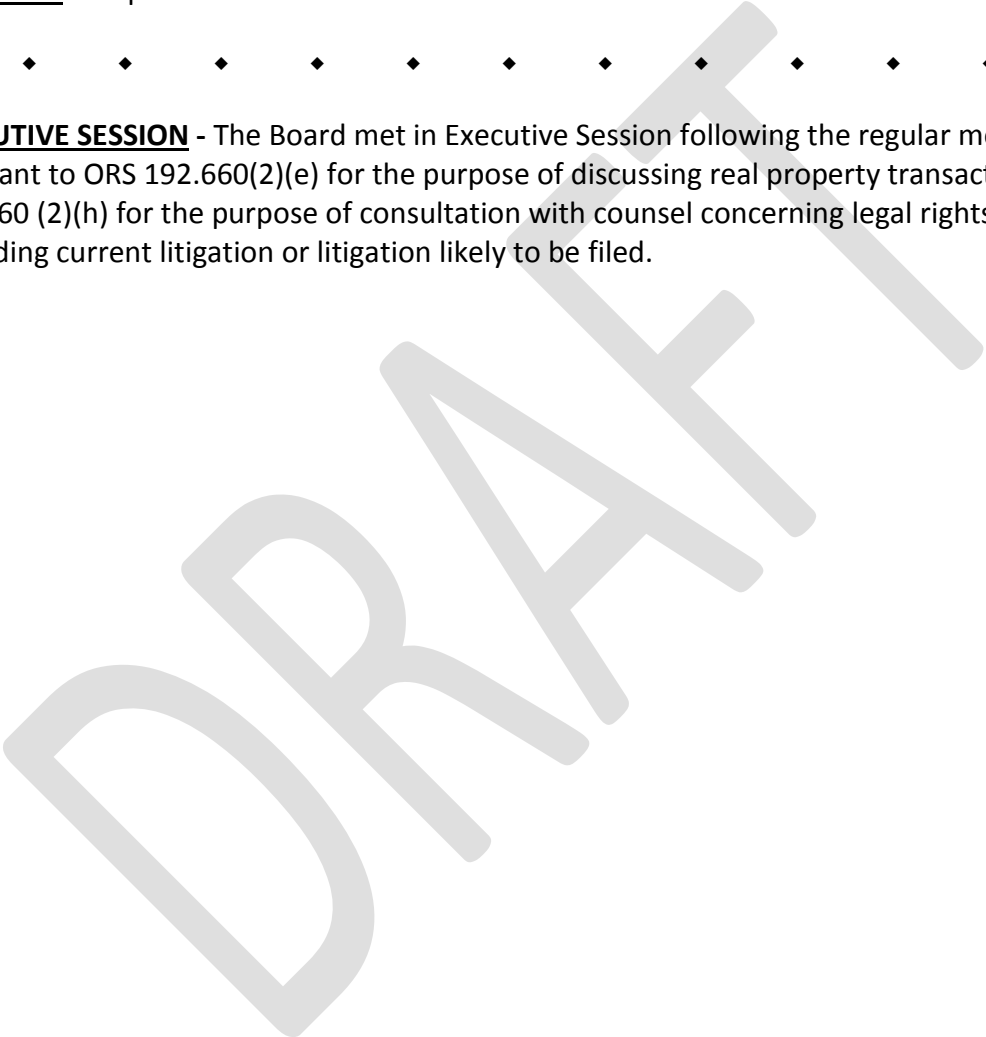 ◆ ◆ ◆ ◆ ◆ ◆ ◆ ◆ ◆ ◆
UTIVE SESSION - The Board met in Executive Session following the regular me
ant to ORS 192.660(2)(e) for the purpose of discussing real property transact
60 (2)(h) for the purpose of consultation with counsel concerning legal rights
ding current litigation or litigation likely to be filed.
DRAFT